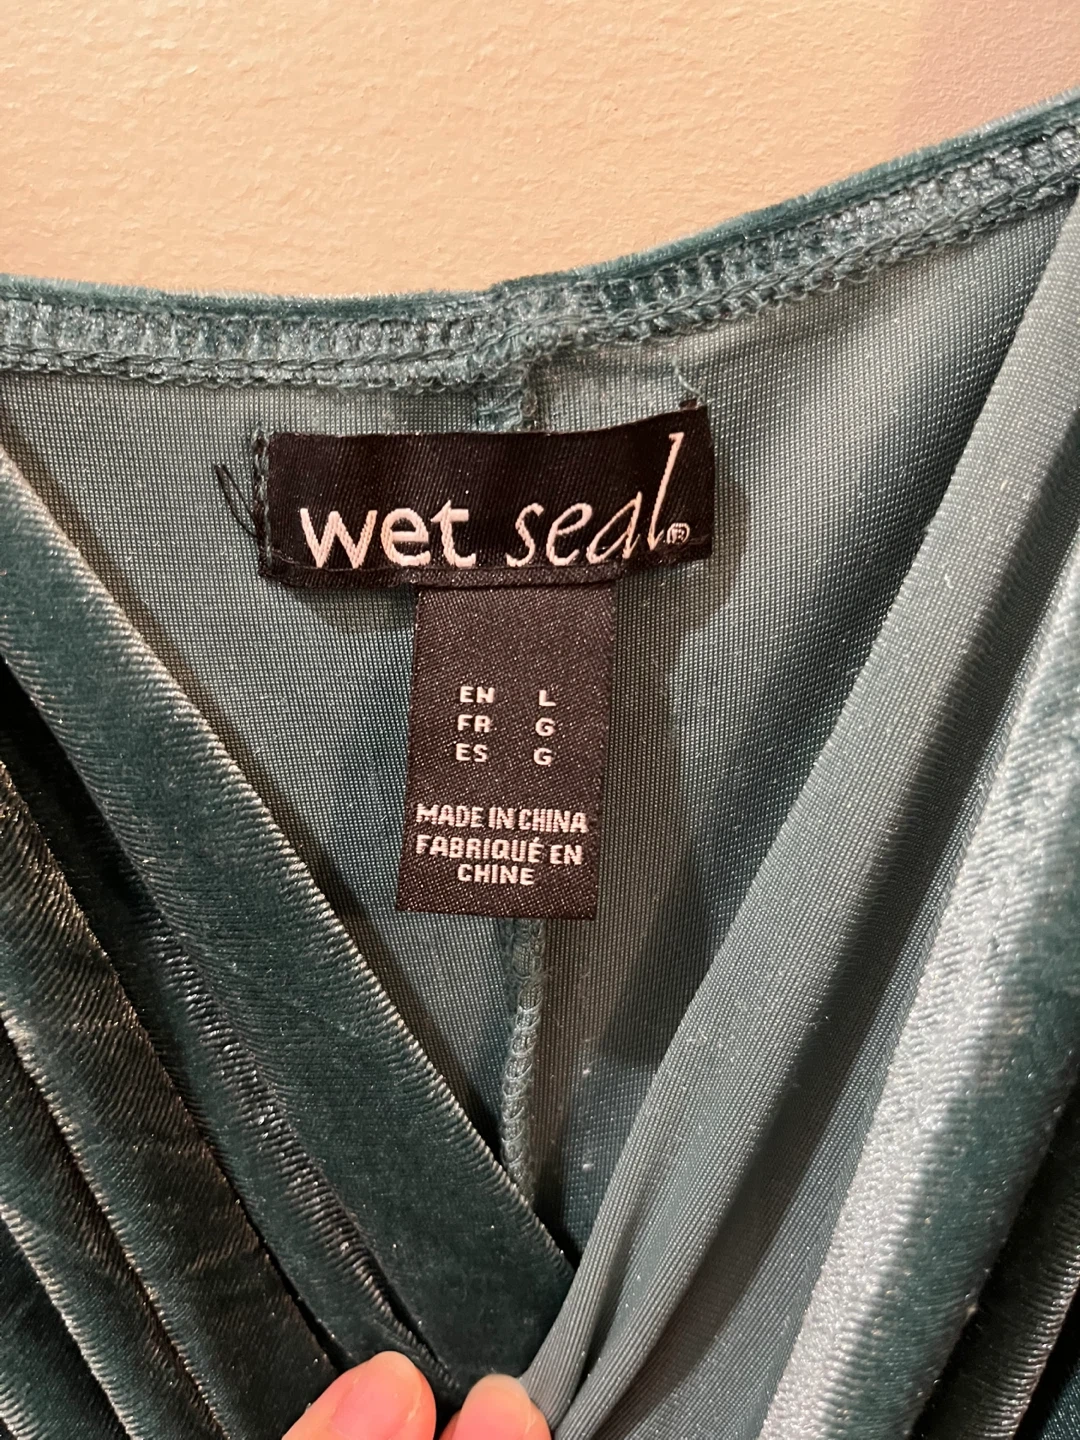 wet seal®
EN L
FR G
ES G
MADE IN CHINA
FABRIQUÉ EN
CHINE